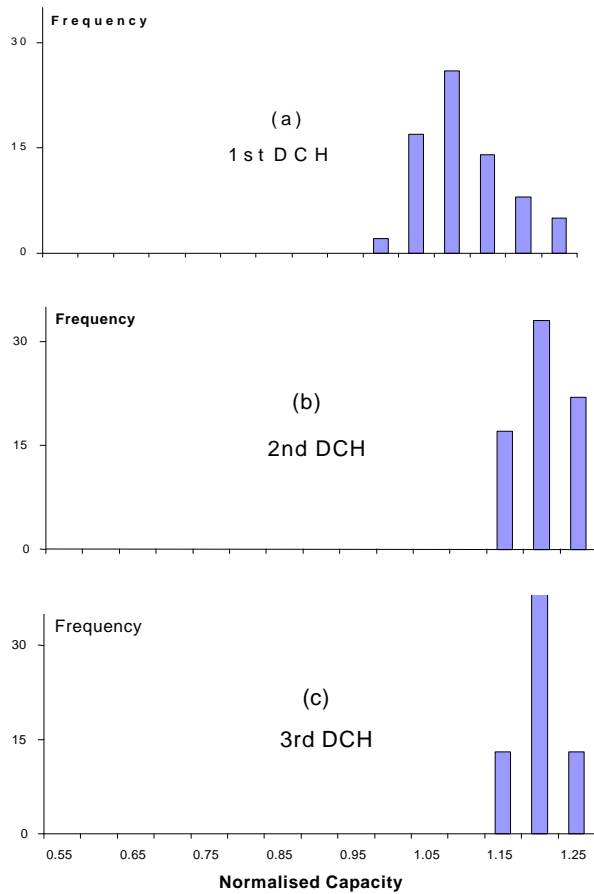 Frequency
30
(a)
15
1st DCH
0
Frequency
30
(b)
2nd DCH
15
0
Frequency
30
(c)
15
3rd DCH
0
0.55 0.65 0.75 0.85 0.95 1.05 1.15 1.25
Normalised Capacity